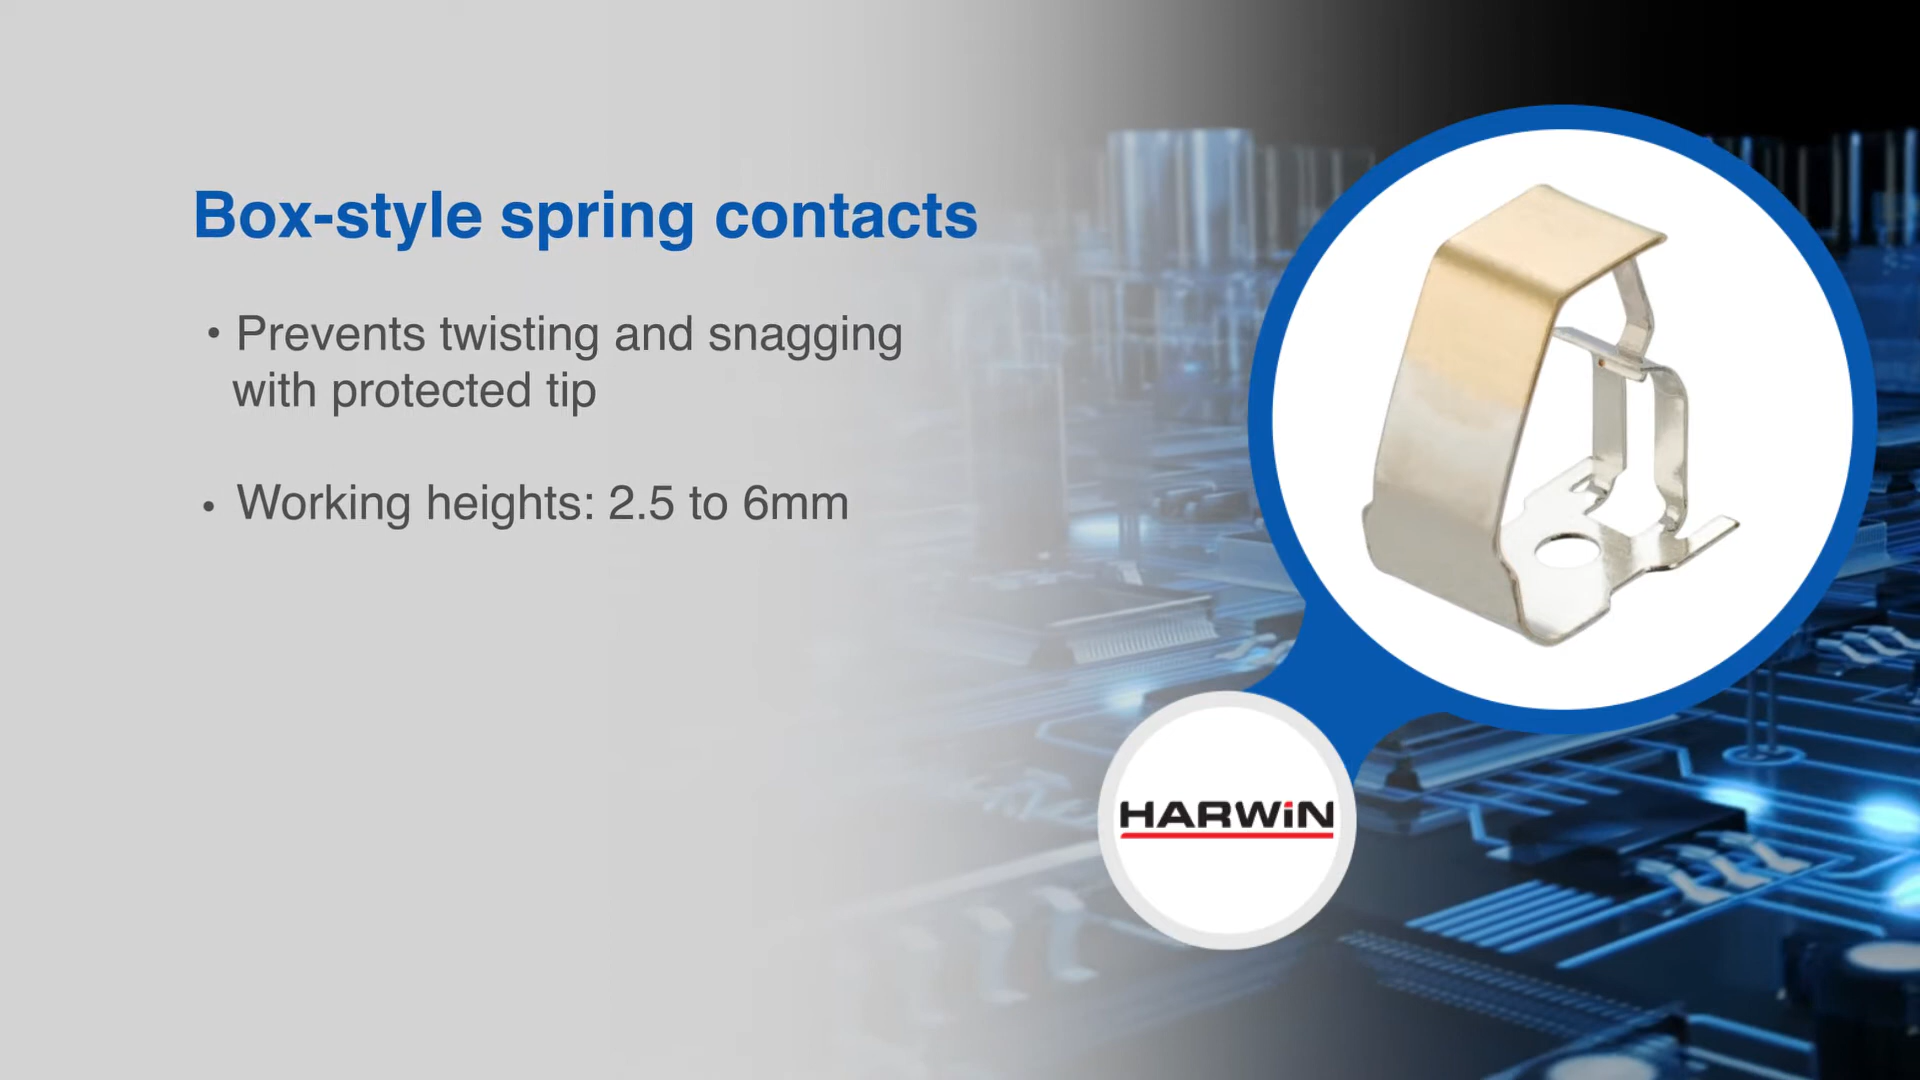 Box-style spring contacts
• Prevents twisting and snagging
with protected tip
• Working heights: 2.5 to 6mm
HARWiN